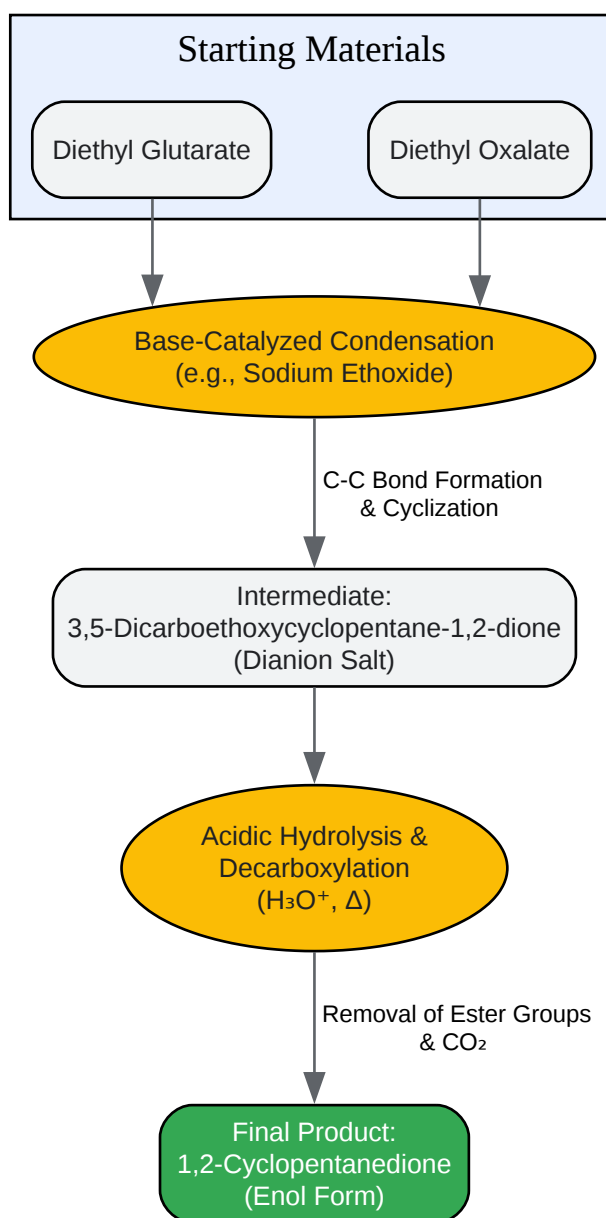 Starting Materials
Diethyl Glutarate
Diethyl Oxalate
Base-Catalyzed Condensation
(e.g., Sodium Ethoxide)
C-C Bond Formation
& Cyclization
Intermediate:
3,5-Dicarboethoxycyclopentane-1,2-dione
(Dianion Salt)
Acidic Hydrolysis &
Decarboxylation
(H₃O⁺, Δ)
Removal of Ester Groups
& CO₂
Final Product:
1,2-Cyclopentanedione
(Enol Form)